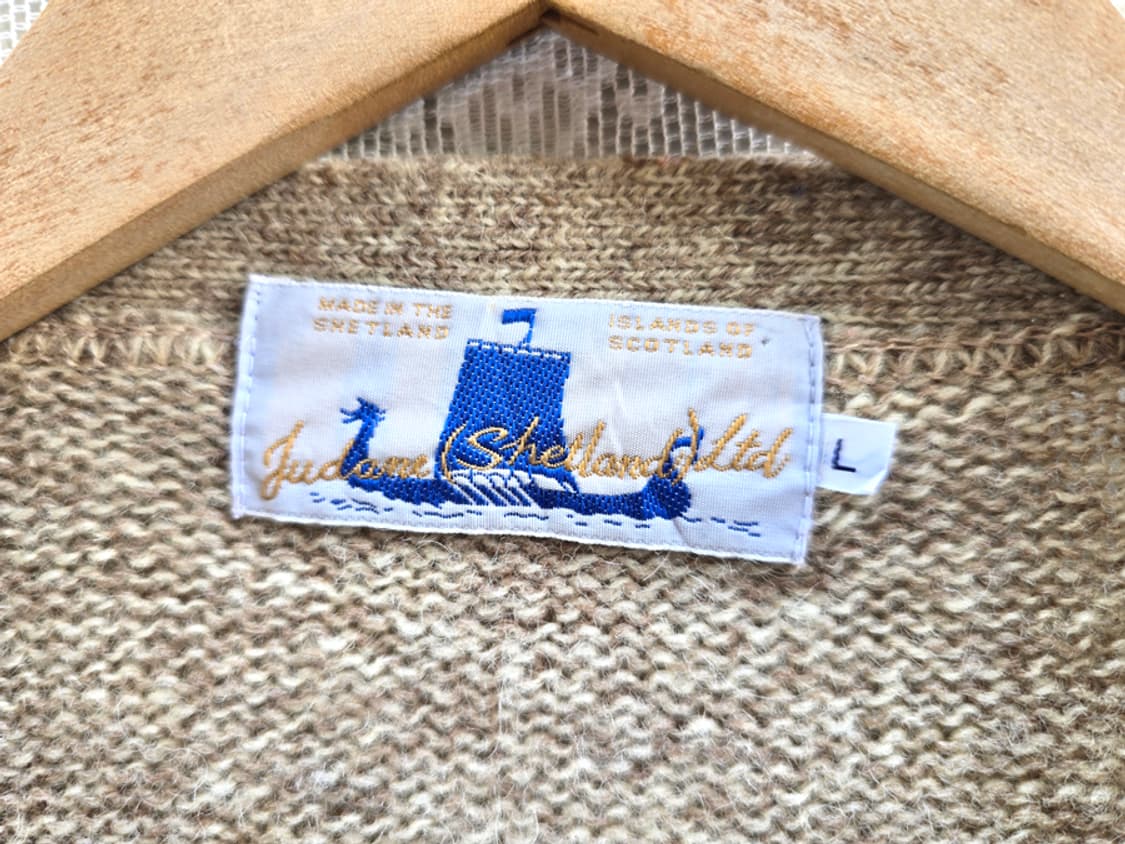 MADE IN THE
SHETLAND
ISLANDS OF
SCOTLAND
Judane (Shetland) Ltd
L